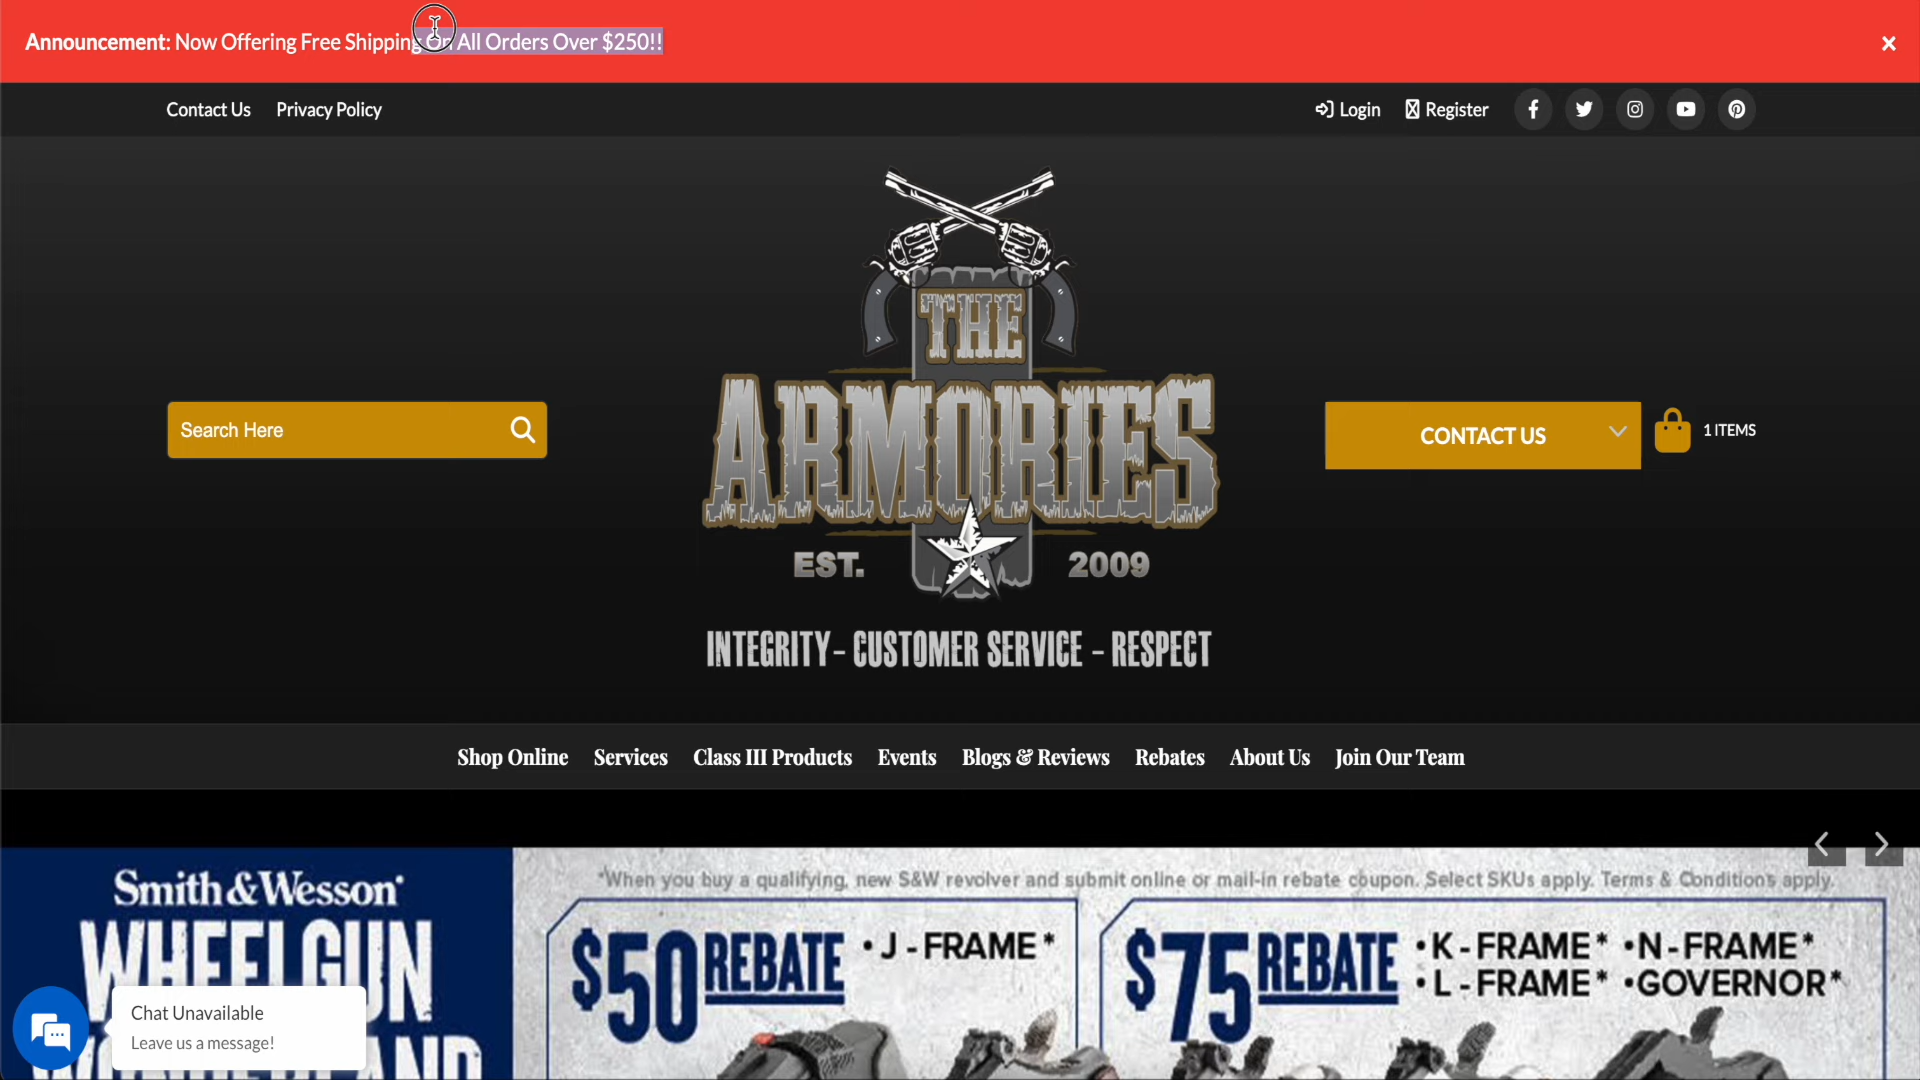 Announcement: Now Offering Free Shipping On All Orders Over $250!!
Contact Us Privacy Policy
Login Register
THE
ARMORIES
EST. 2009
INTEGRITY - CUSTOMER SERVICE - RESPECT
Search Here
CONTACT US
1 ITEMS
Shop Online Services Class III Products Events Blogs & Reviews Rebates About Us Join Our Team
Smith & Wesson
WHEELGUN
*When you buy a qualifying, new S&W revolver and submit online or mail-in rebate coupon. Select SKUs apply. Terms & Conditions apply.
$50 REBATE • J-FRAME*
$75 REBATE • K-FRAME* • N-FRAME*
• L-FRAME* • GOVERNOR*
Chat Unavailable
Leave us a message!